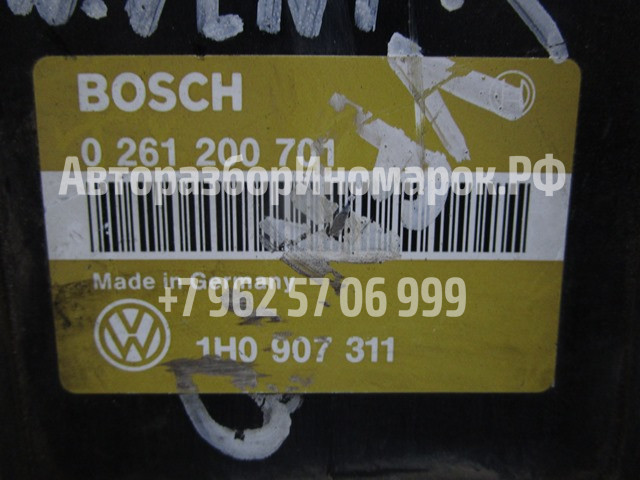 BOSCH
0 261 200 701
АвторазборИномарок.РФ
Made in Germany
+7 962 57 06 999
1H0 907 311